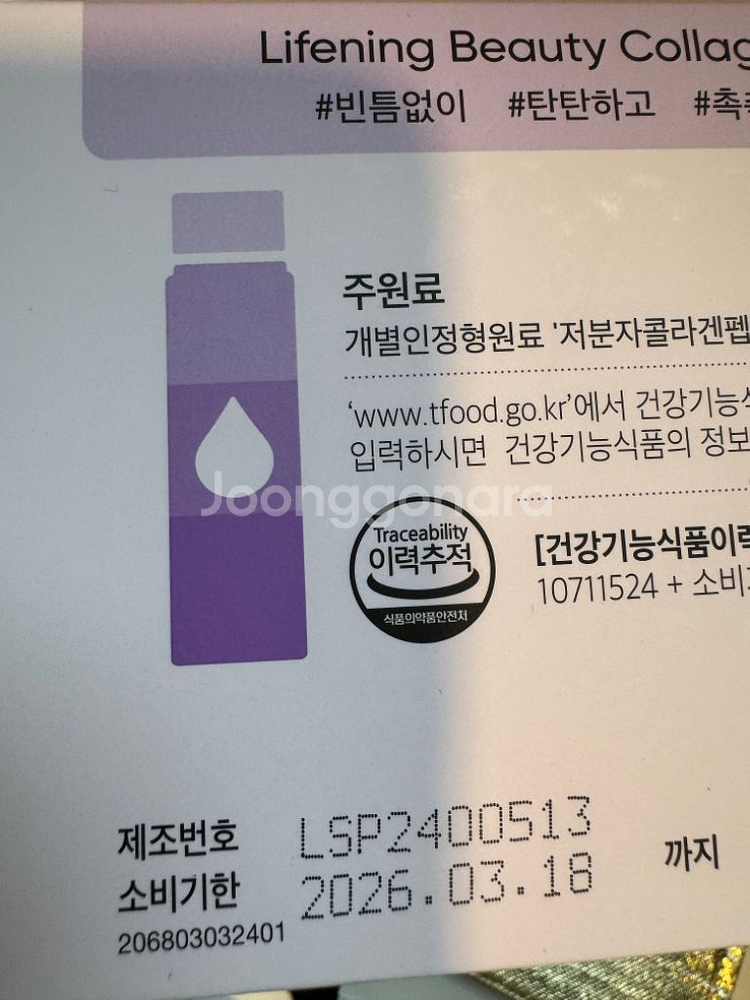 Lifening Beauty Collag
#빈틈없이 #탄탄하고 #촉
주원료
개별인정형원료 '저분자콜라겐펩
'www.tfood.go.kr'에서 건강기능
입력하시면 건강기능식품의 정보
Joonggonara
Traceability
이력추적
식품의약품안전처
[건강기능식품이력
10711524 + 소비
제조번호 LSP2400513
소비기한 2026.03.18 까지
206803032401